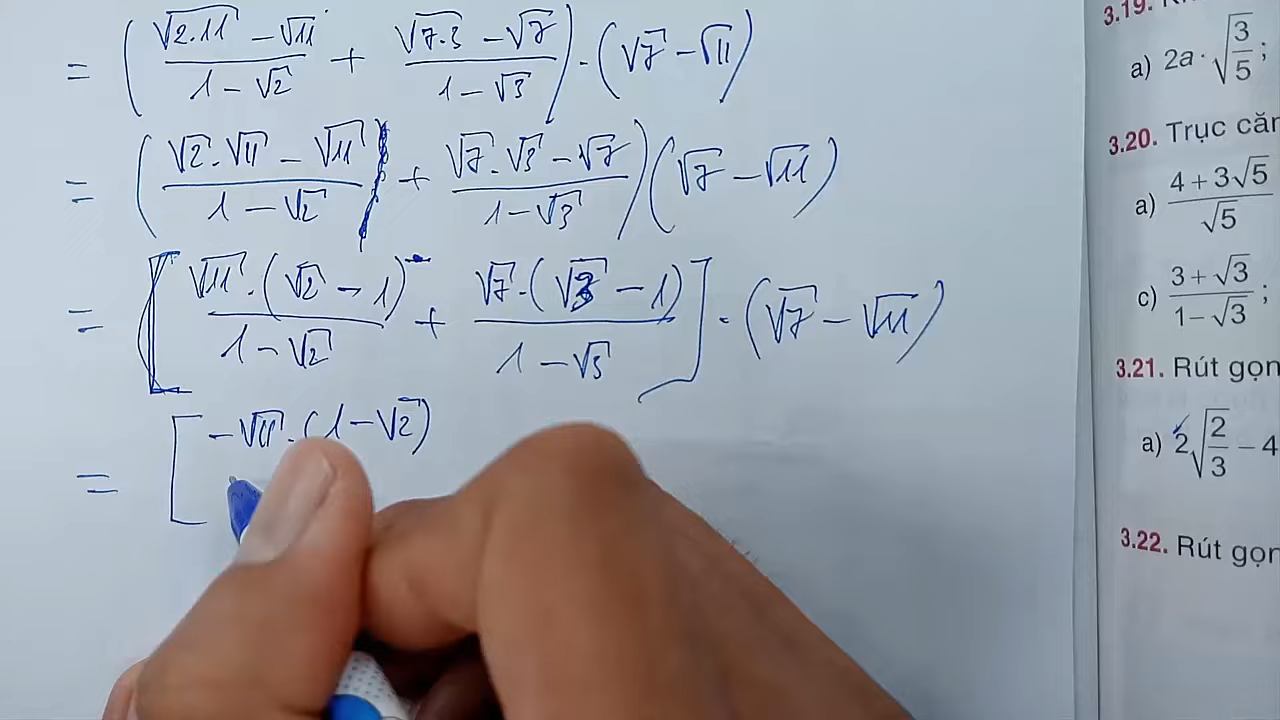 = ( (√2.11 − √11)/(1 − √2) + (√7.3 − √7)/(1 − √3) ) . (√7 − √11)
= ( (√2.√11 − √11)/(1 − √2) + (√7.√3 − √7)/(1 − √3) ) (√7 − √11)
= [ (√11.(√2 − 1))/(1 − √2) + (√7.(√3 − 1))/(1 − √3) ] . (√7 − √11)
= [ −√11.(1 − √2)
3.19.
a) 2a · √(3/5) ;
3.20. Trục căn
a) (4 + 3√5)/√5
c) (3 + √3)/(1 − √3) ;
3.21. Rút gọn
a) 2√(2/3) − 4
3.22. Rút gọn